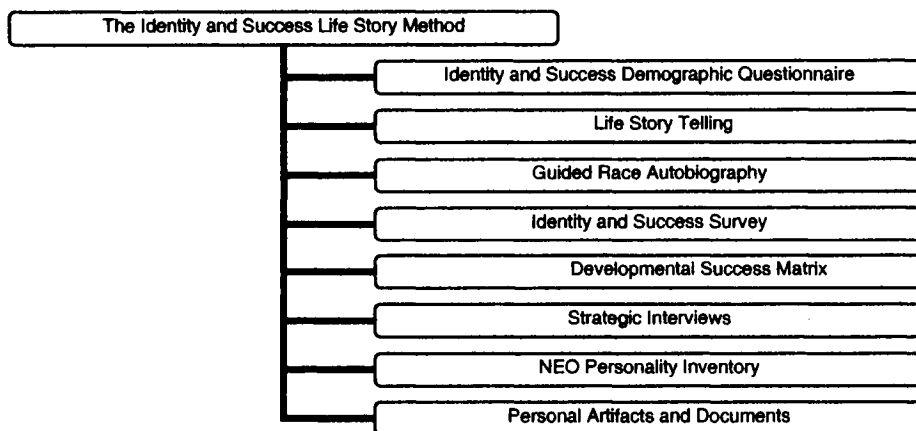 The Identity and Success Life Story Method
Identity and Success Demographic Questionnaire
Life Story Telling
Guided Race Autobiography
Identity and Success Survey
Developmental Success Matrix
Strategic Interviews
NEO Personality Inventory
Personal Artifacts and Documents